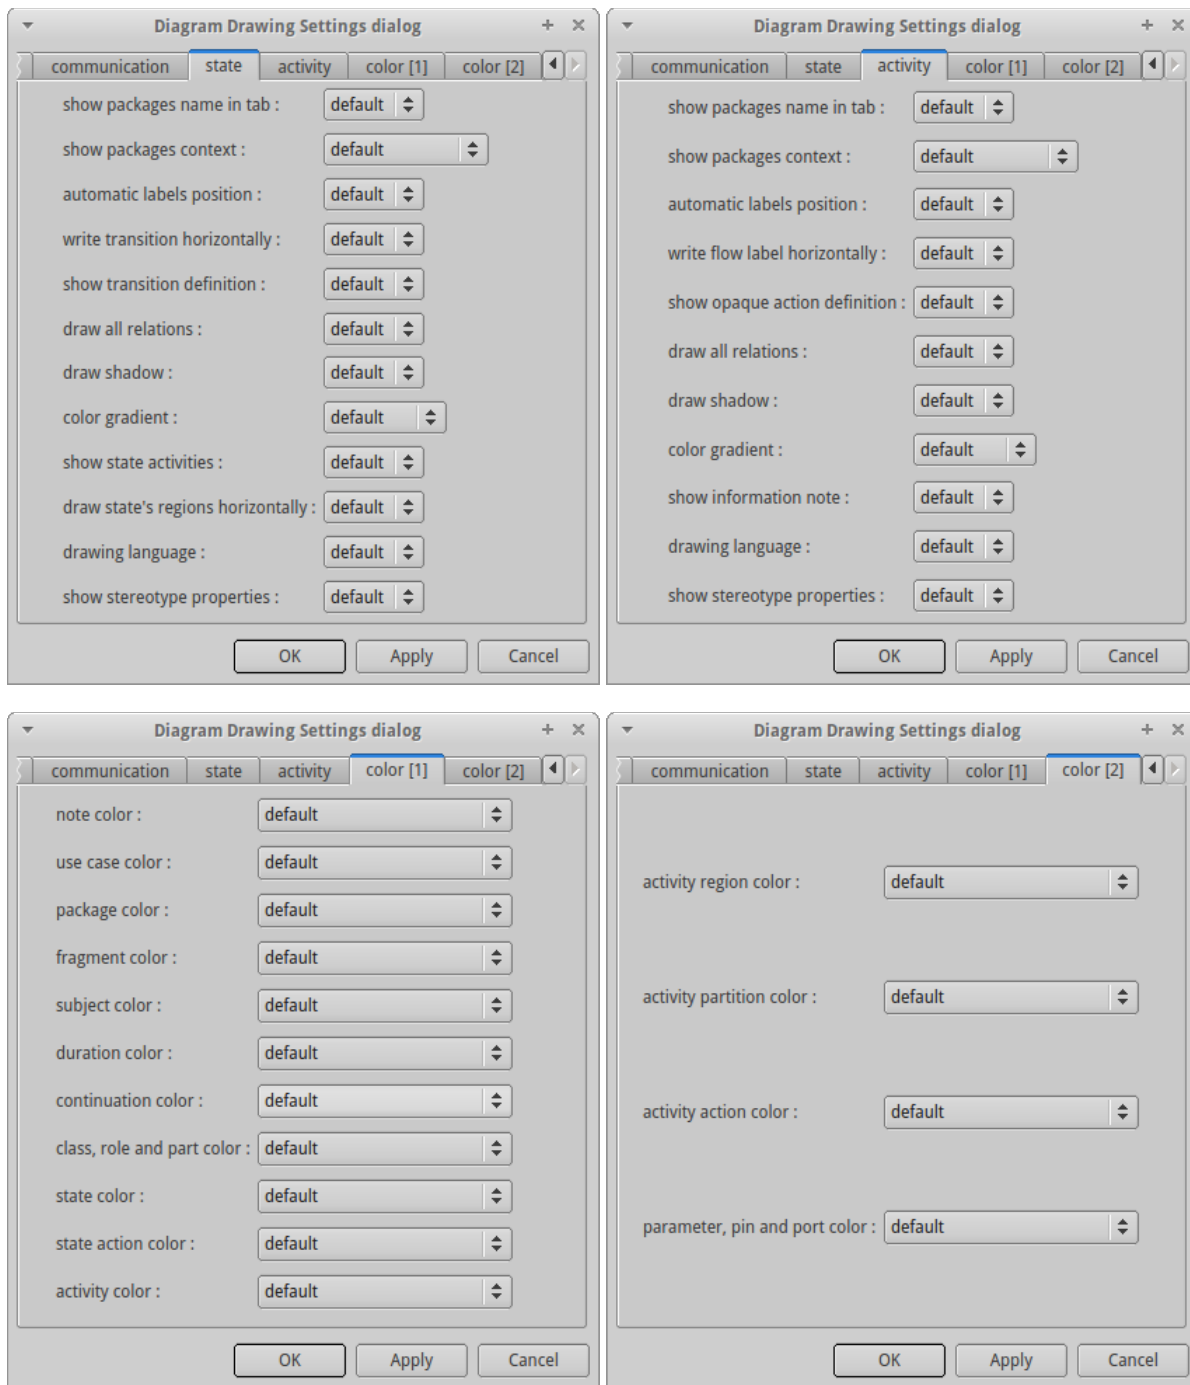 Diagram Drawing Settings dialog
communication state activity color [1] color [2]
show packages name in tab : default
show packages context : default
automatic labels position : default
write transition horizontally : default
show transition definition : default
draw all relations : default
draw shadow : default
color gradient : default
show state activities : default
draw state's regions horizontally : default
drawing language : default
show stereotype properties : default
OK Apply Cancel
Diagram Drawing Settings dialog
communication state activity color [1] color [2]
show packages name in tab : default
show packages context : default
automatic labels position : default
write flow label horizontally : default
show opaque action definition : default
draw all relations : default
draw shadow : default
color gradient : default
show information note : default
drawing language : default
show stereotype properties : default
OK Apply Cancel
Diagram Drawing Settings dialog
communication state activity color [1] color [2]
note color : default
use case color : default
package color : default
fragment color : default
subject color : default
duration color : default
continuation color : default
class, role and part color : default
state color : default
state action color : default
activity color : default
OK Apply Cancel
Diagram Drawing Settings dialog
communication state activity color [1] color [2]
activity region color : default
activity partition color : default
activity action color : default
parameter, pin and port color : default
OK Apply Cancel